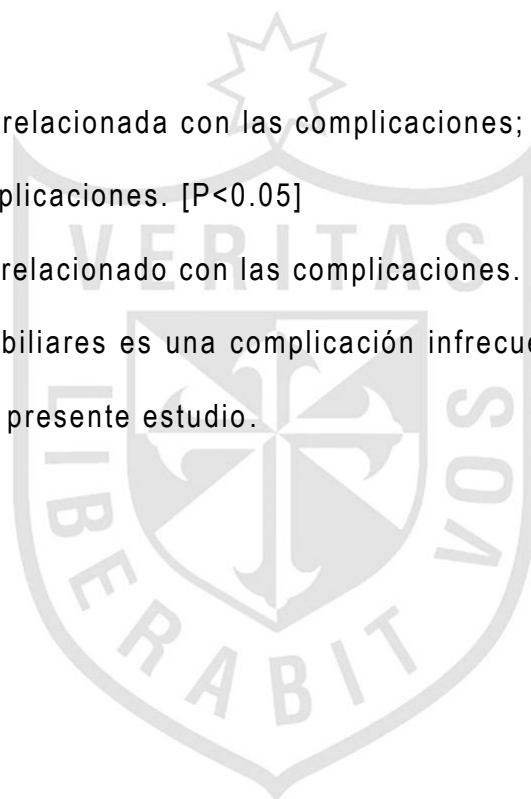 relacionada con las complicaciones;
plicaciones. [P<0.05]
relacionado con las complicaciones.
biliares es una complicación infrecu
presente estudio.
VERITAS
LIBERABIT
VOS